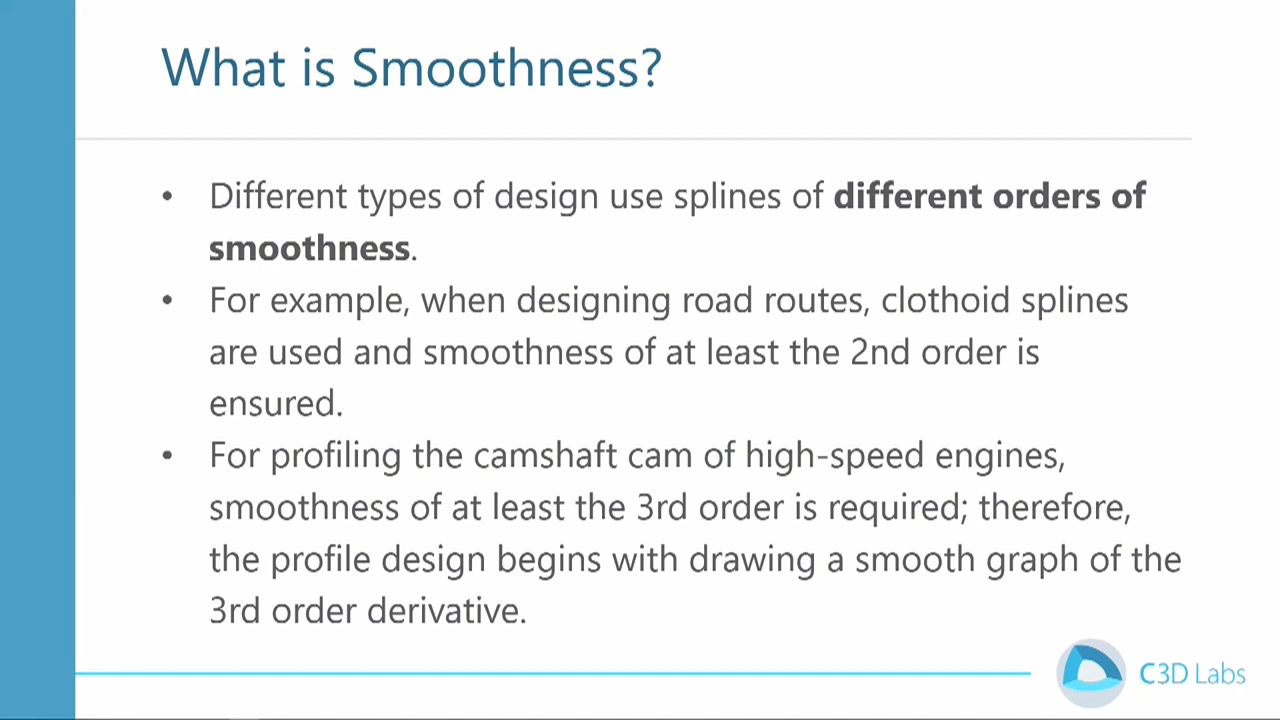 What is Smoothness?
• Different types of design use splines of different orders of
smoothness.
• For example, when designing road routes, clothoid splines
are used and smoothness of at least the 2nd order is
ensured.
• For profiling the camshaft cam of high-speed engines,
smoothness of at least the 3rd order is required; therefore,
the profile design begins with drawing a smooth graph of the
3rd order derivative.
C3D Labs